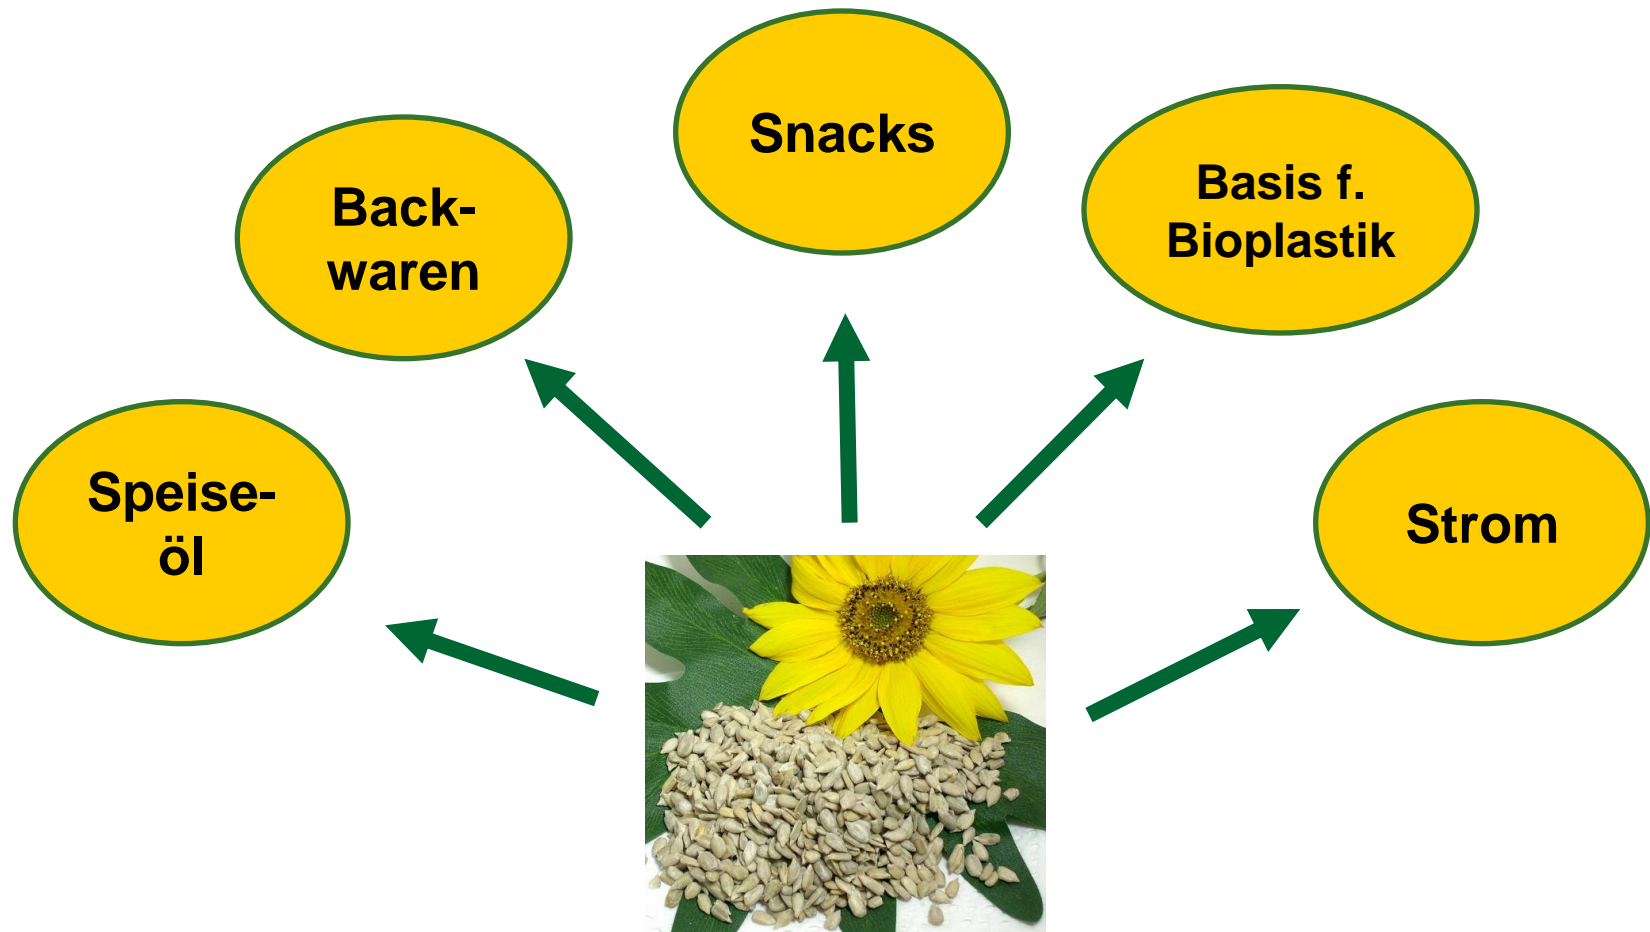 Snacks
Back-
waren
Basis f.
Bioplastik
Speise-
öl
Strom